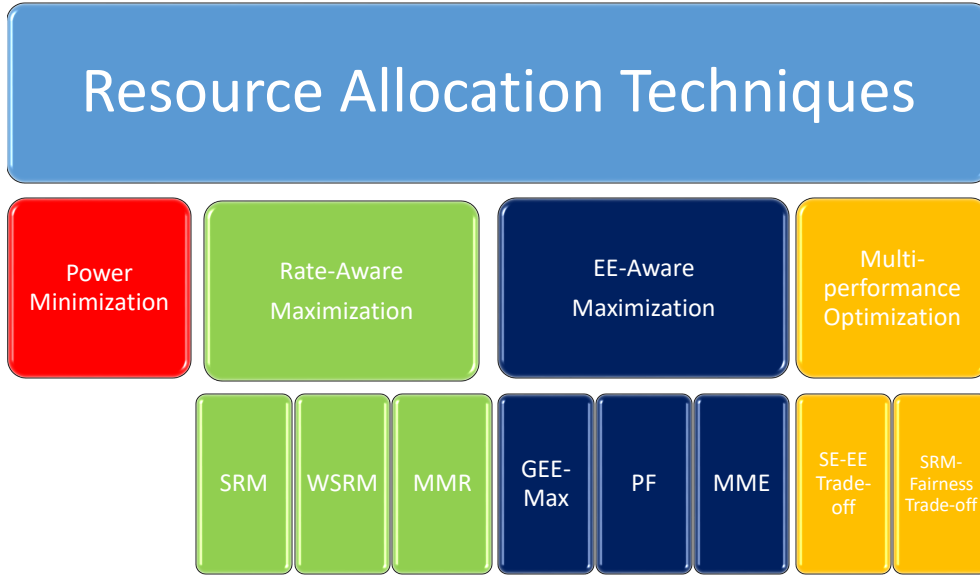 Resource Allocation Techniques
Power
Minimization
Rate-Aware
Maximization
EE-Aware
Maximization
Multi-
performance
Optimization
SRM
WSRM
MMR
GEE-
Max
PF
MME
SE-EE
Trade-
off
SRM-
Fairness
Trade-off